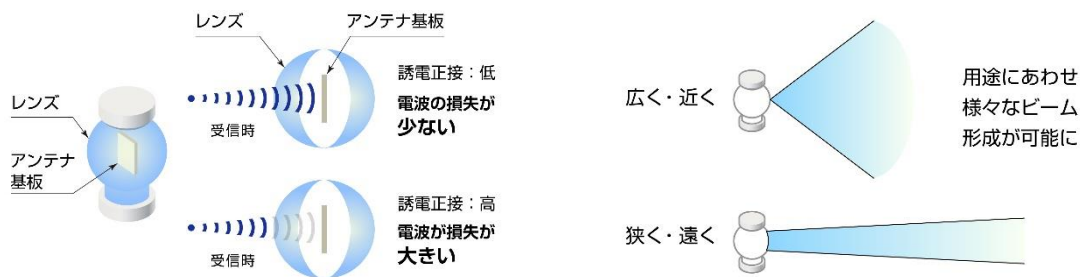 レンズ
アンテナ
基板
レンズ
アンテナ基板
受信時
誘電正接：低
電波の損失が
少ない
受信時
誘電正接：高
電波が損失が
大きい
広く・近く
用途にあわせ
様々なビーム
形成が可能に
狭く・遠く